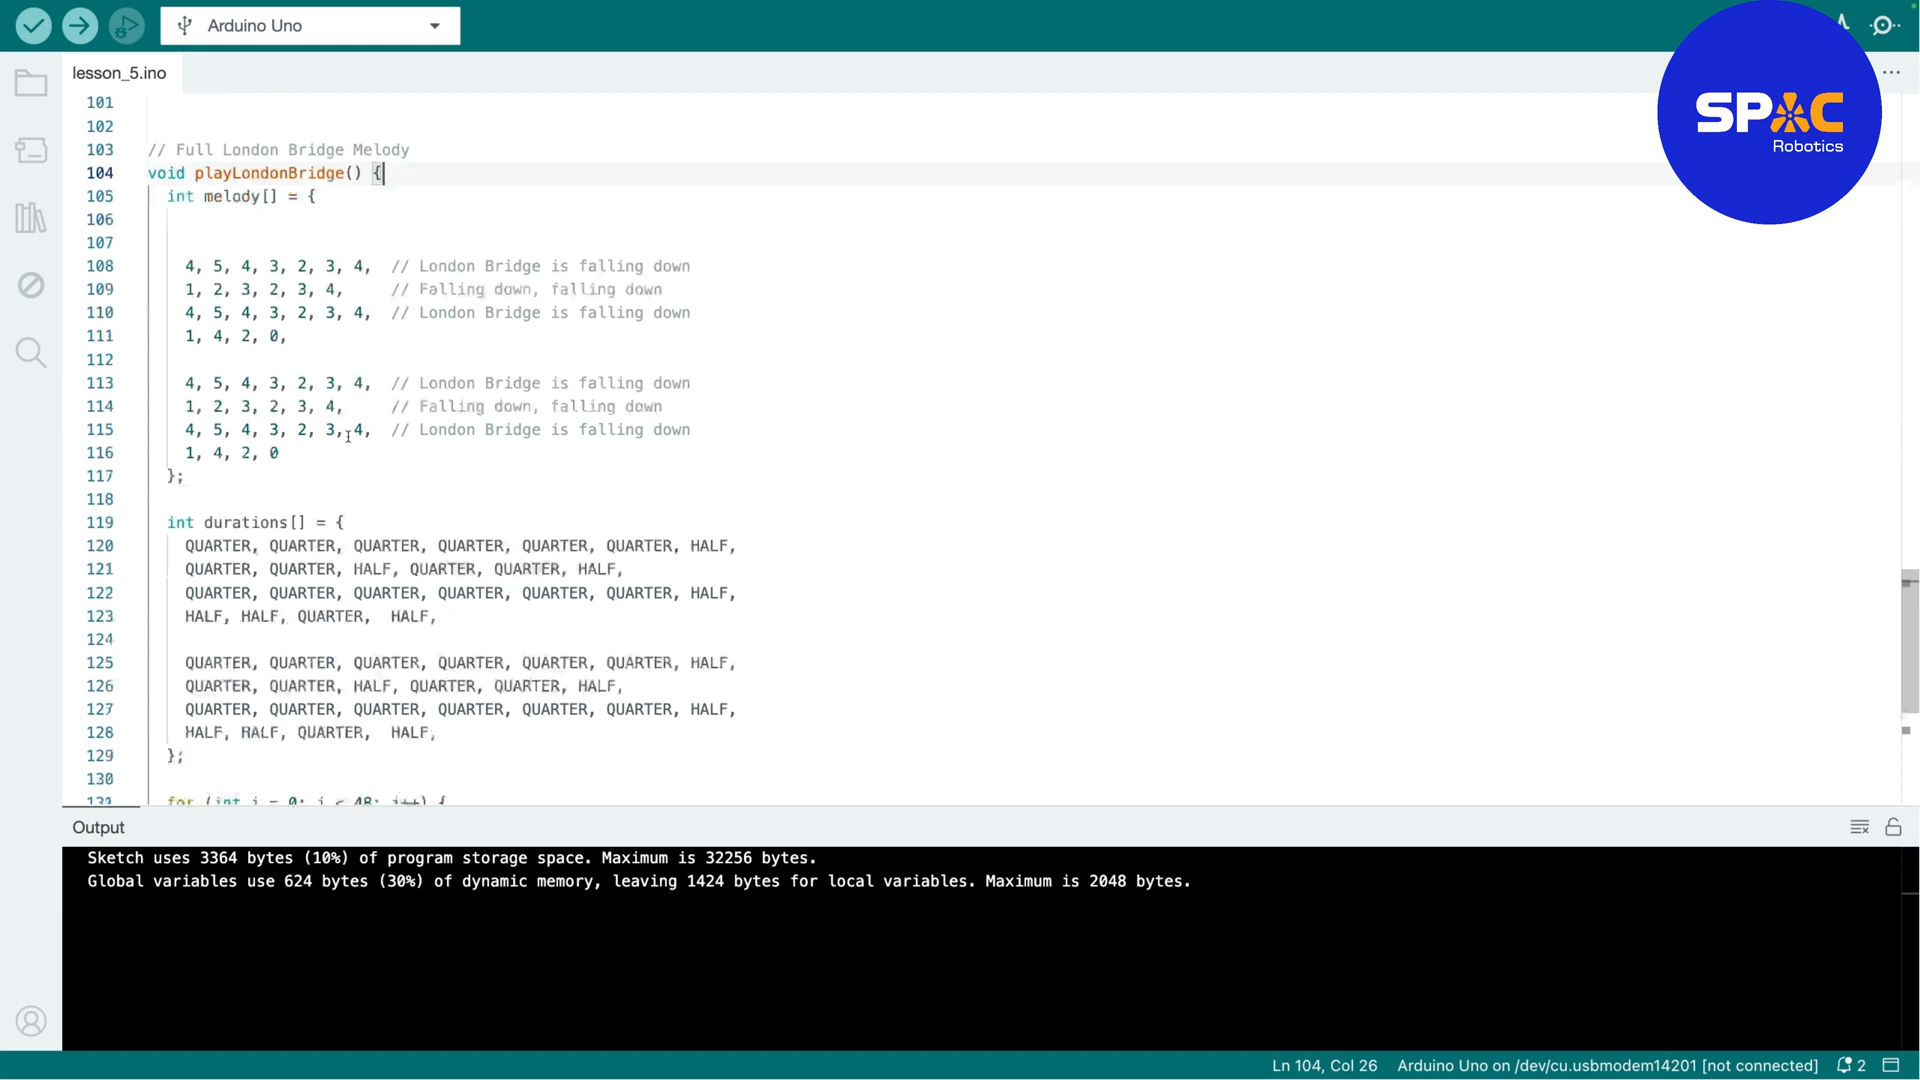 Arduino Uno
SPAC
Robotics
lesson_5.ino
101
102
103 // Full London Bridge Melody
104 void playLondonBridge() {
105 int melody[] = {
106
107
108 4, 5, 4, 3, 2, 3, 4, // London Bridge is falling down
109 1, 2, 3, 2, 3, 4, // Falling down, falling down
110 4, 5, 4, 3, 2, 3, 4, // London Bridge is falling down
111 1, 4, 2, 0,
112
113 4, 5, 4, 3, 2, 3, 4, // London Bridge is falling down
114 1, 2, 3, 2, 3, 4, // Falling down, falling down
115 4, 5, 4, 3, 2, 3, 4, // London Bridge is falling down
116 1, 4, 2, 0
117 };
118
119 int durations[] = {
120 QUARTER, QUARTER, QUARTER, QUARTER, QUARTER, QUARTER, HALF,
121 QUARTER, QUARTER, HALF, QUARTER, QUARTER, HALF,
122 QUARTER, QUARTER, QUARTER, QUARTER, QUARTER, QUARTER, HALF,
123 HALF, HALF, QUARTER, HALF,
124
125 QUARTER, QUARTER, QUARTER, QUARTER, QUARTER, QUARTER, HALF,
126 QUARTER, QUARTER, HALF, QUARTER, QUARTER, HALF,
127 QUARTER, QUARTER, QUARTER, QUARTER, QUARTER, QUARTER, HALF,
128 HALF, HALF, QUARTER, HALF,
129 };
130
131 for (int i = 0; i < 48; i++) {
Output
Sketch uses 3364 bytes (10%) of program storage space. Maximum is 32256 bytes.
Global variables use 624 bytes (30%) of dynamic memory, leaving 1424 bytes for local variables. Maximum is 2048 bytes.
Ln 104, Col 26 Arduino Uno on /dev/cu.usbmodem14201 [not connected] 2